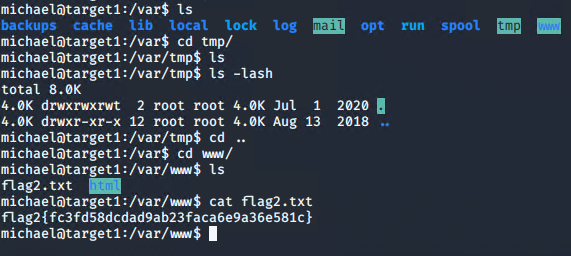 michael@target1:/var$ ls
backups cache lib local lock log mail opt run spool tmp www
michael@target1:/var$ cd tmp/
michael@target1:/var/tmp$ ls
michael@target1:/var/tmp$ ls -lash
total 8.0K
4.0K drwxrwxrwt  2 root root 4.0K Jul  1  2020 .
4.0K drwxr-xr-x 12 root root 4.0K Aug 13  2018 ..
michael@target1:/var/tmp$ cd ..
michael@target1:/var$ cd www/
michael@target1:/var/www$ ls
flag2.txt html
michael@target1:/var/www$ cat flag2.txt
flag2{fc3fd58dcdad9ab23faca6e9a36e581c}
michael@target1:/var/www$